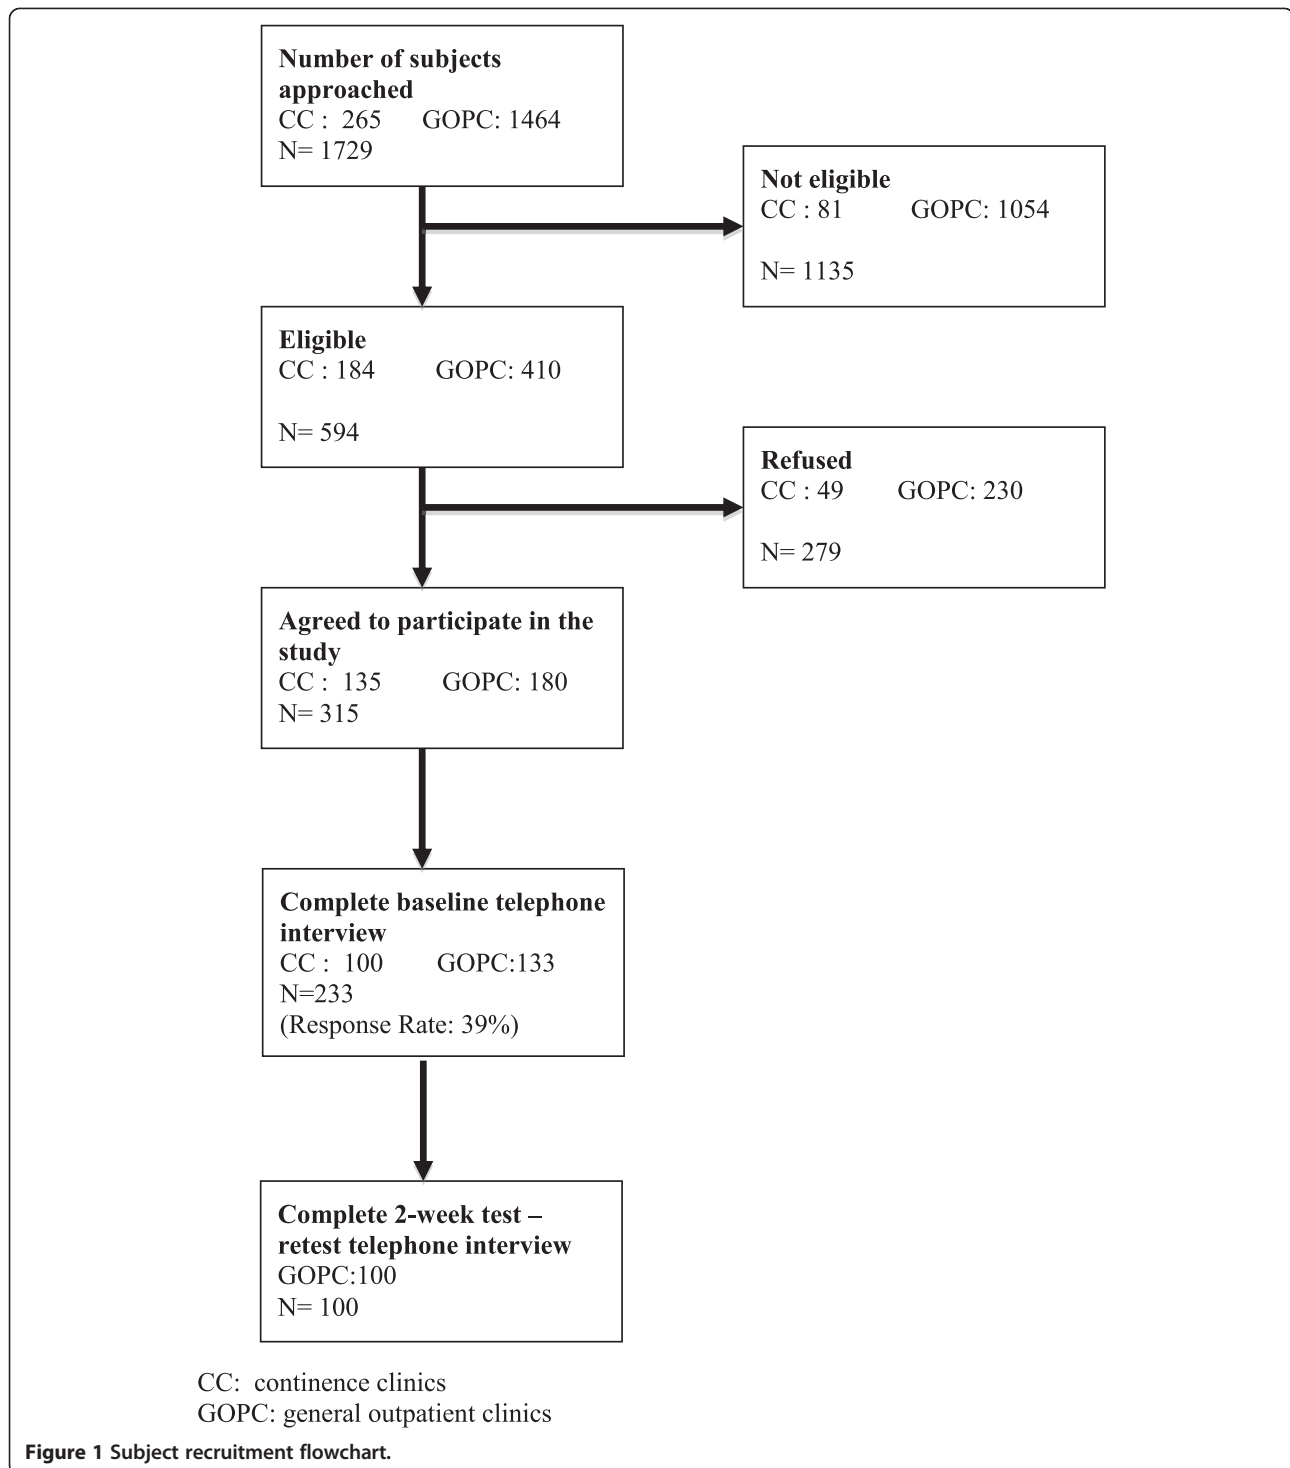 Number of subjects
approached
CC : 265 GOPC: 1464
N= 1729
Not eligible
CC : 81 GOPC: 1054
N= 1135
Eligible
CC : 184 GOPC: 410
N= 594
Refused
CC : 49 GOPC: 230
N= 279
Agreed to participate in the
study
CC : 135 GOPC: 180
N= 315
Complete baseline telephone
interview
CC : 100 GOPC:133
N=233
(Response Rate: 39%)
Complete 2-week test –
retest telephone interview
GOPC:100
N= 100
CC: continence clinics
GOPC: general outpatient clinics
Figure 1 Subject recruitment flowchart.